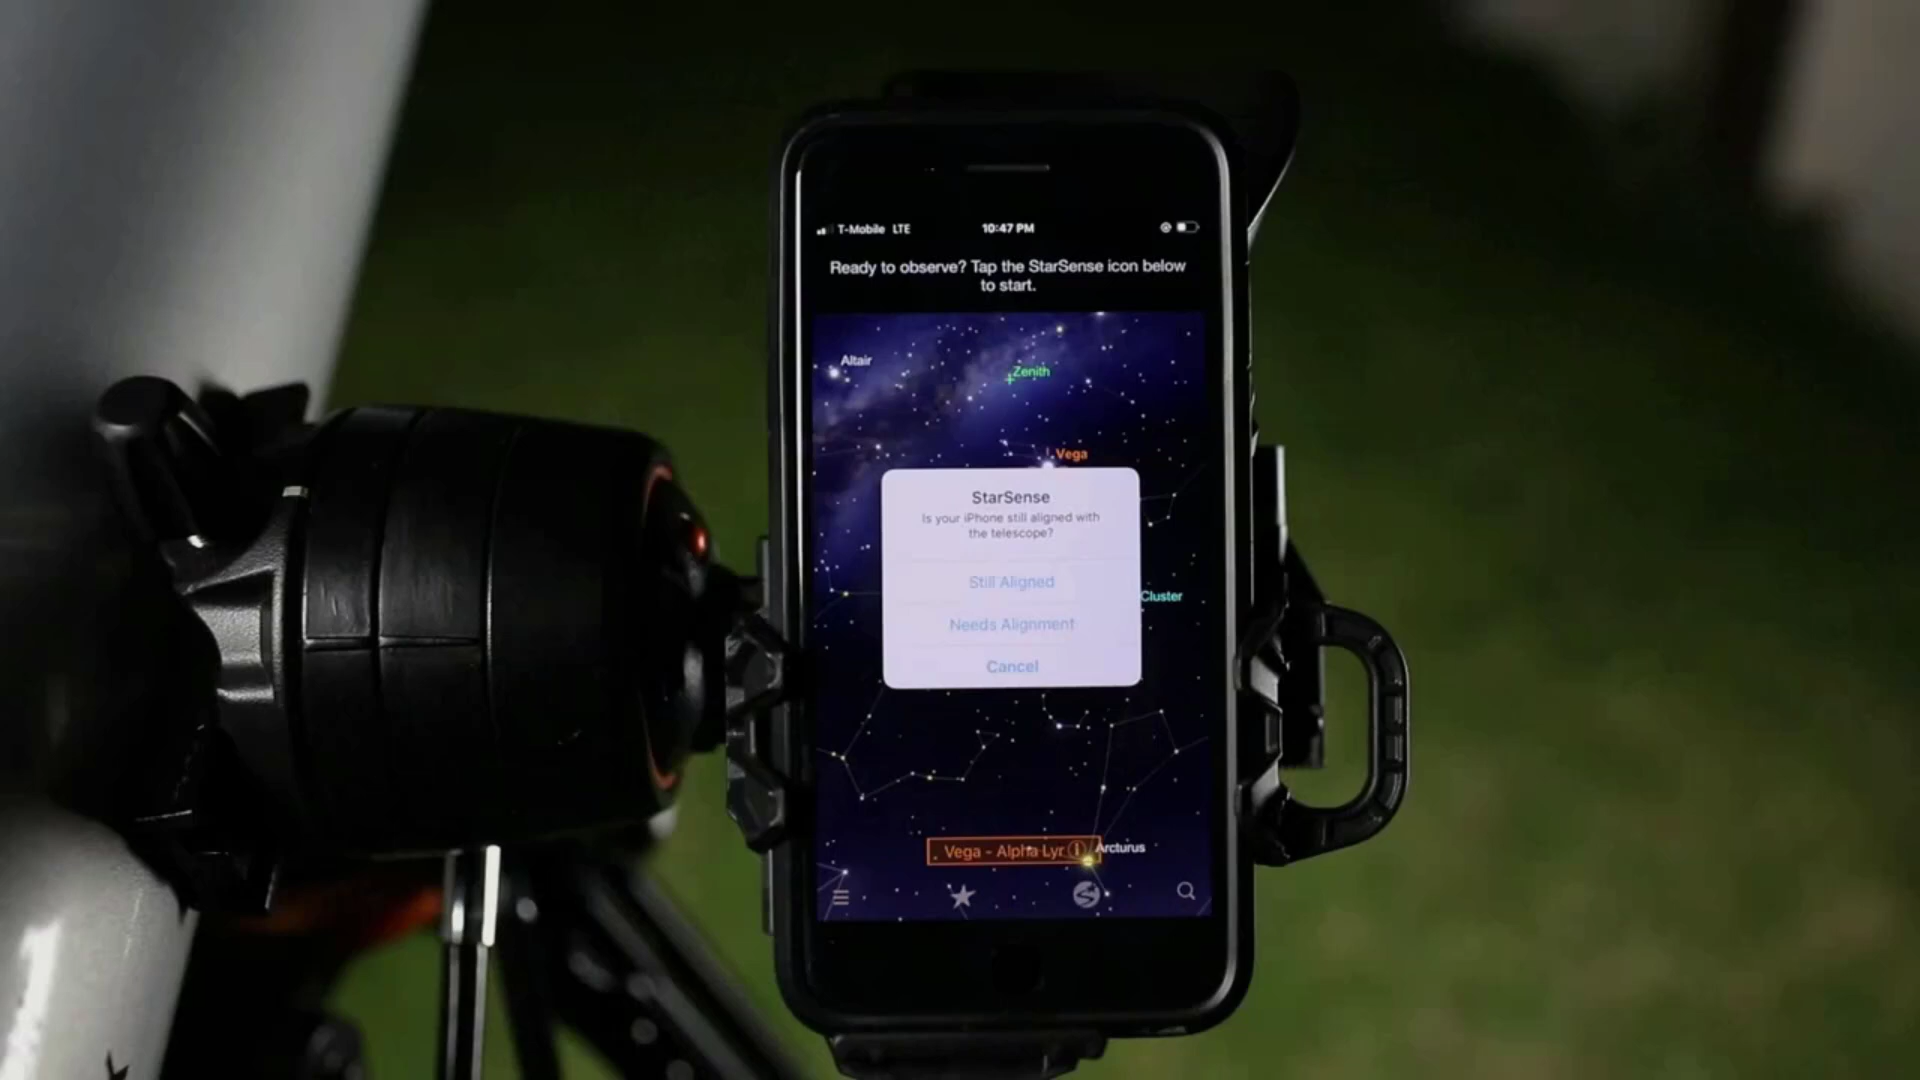 T-Mobile LTE
10:47 PM
Ready to observe? Tap the StarSense icon below
to start.
Altair
Zenith
Vega
StarSense
Is your iPhone still aligned with
the telescope?
Still Aligned
Cluster
Needs Alignment
Cancel
Vega - Alpha Lyr
Arcturus